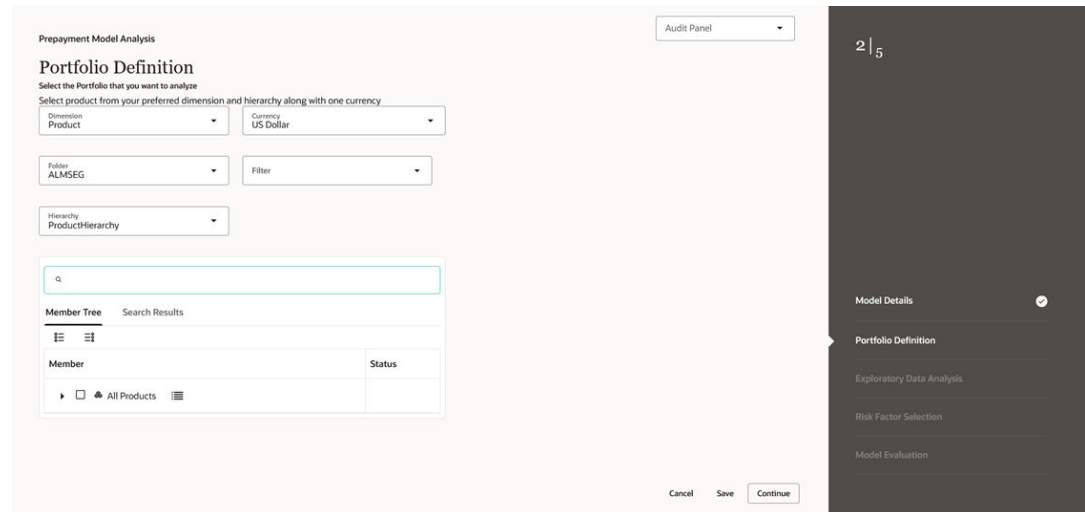 Audit Panel
Prepayment Model Analysis
Portfolio Definition
Select the Portfolio that you want to analyze
Select product from your preferred dimension and hierarchy along with one currency
Dimension
Product
Currency
US Dollar
Folder
ALMSEG
Filter
Hierarchy
ProductHierarchy
Member Tree Search Results
Member Status
All Products
Cancel Save Continue
2|5
Model Details
Portfolio Definition
Exploratory Data Analysis
Risk Factor Selection
Model Evaluation